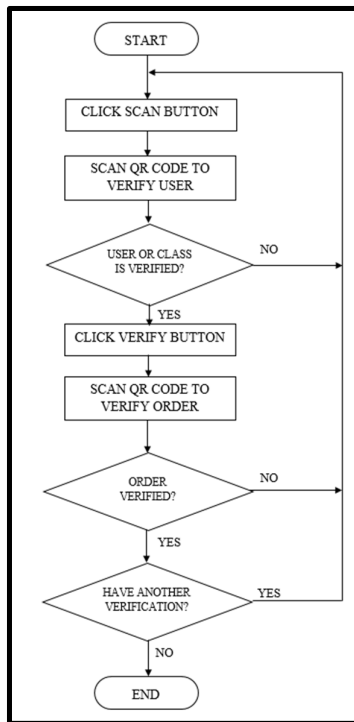 START
CLICK SCAN BUTTON
SCAN QR CODE TO
VERIFY USER
USER OR CLASS
IS VERIFIED?
NO
YES
CLICK VERIFY BUTTON
SCAN QR CODE TO
VERIFY ORDER
ORDER
VERIFIED?
NO
YES
HAVE ANOTHER
VERIFICATION?
YES
NO
END